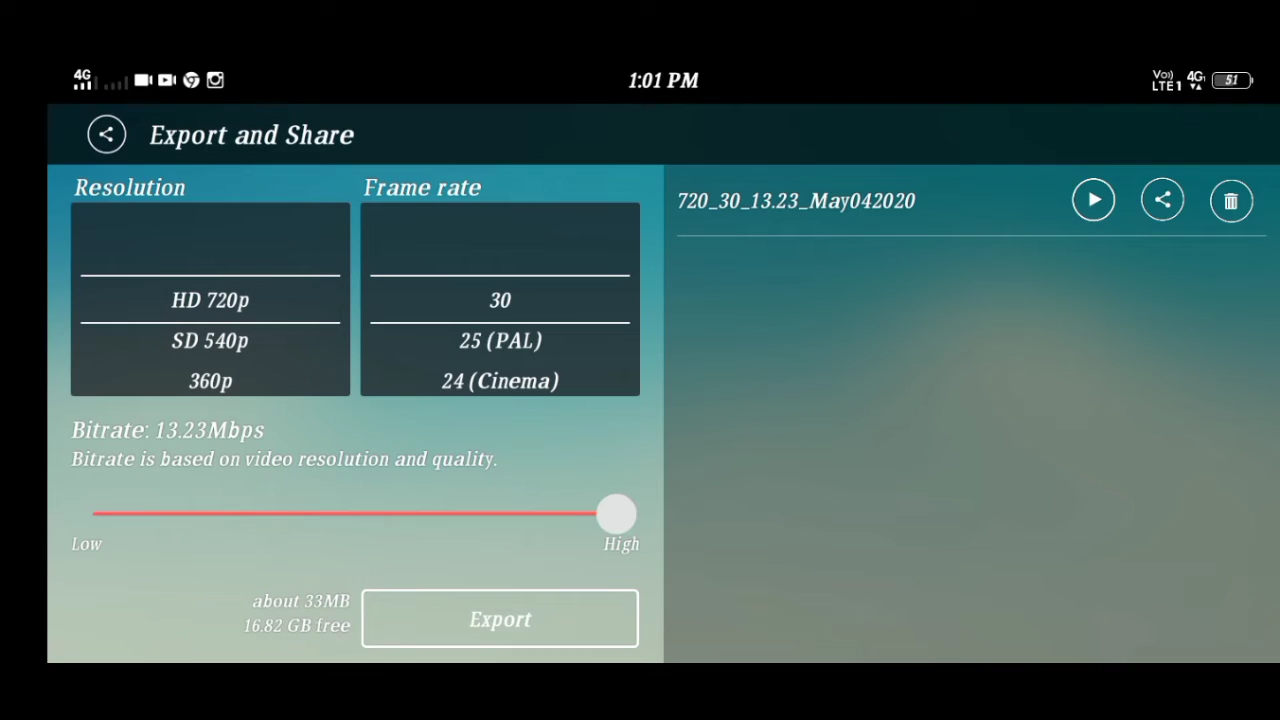 4G
1:01 PM
Vo))
LTE 1
4G
51
Export and Share
Resolution
Frame rate
720_30_13.23_May042020
HD 720p
30
SD 540p
25 (PAL)
360p
24 (Cinema)
Bitrate: 13.23Mbps
Bitrate is based on video resolution and quality.
Low
High
about 33MB
16.82 GB free
Export